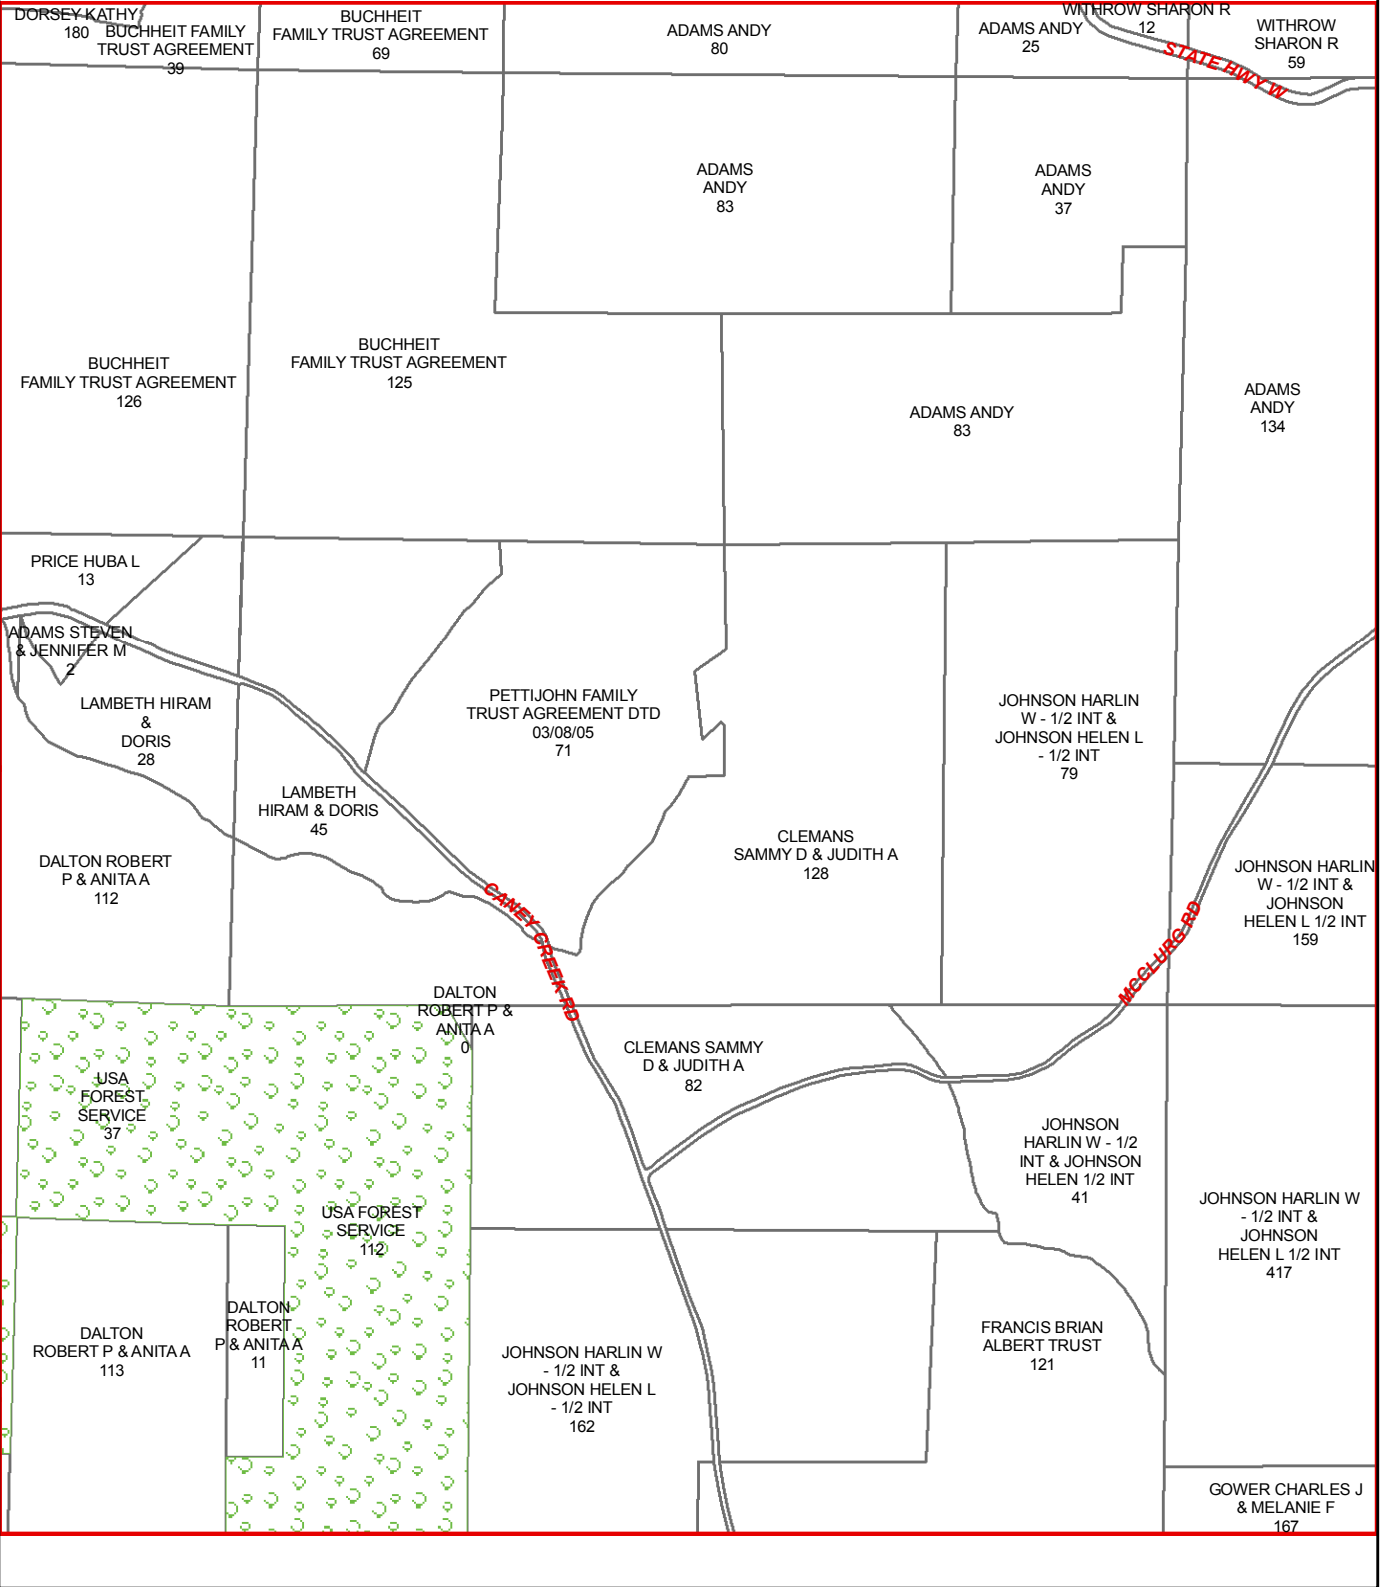 DORSEY KATHY
180
BUCHHEIT FAMILY
TRUST AGREEMENT
39
BUCHHEIT
FAMILY TRUST AGREEMENT
69
ADAMS ANDY
80
ADAMS ANDY
25
WITHROW SHARON R
12
WITHROW
SHARON R
59
STATE HWY W
ADAMS
ANDY
83
ADAMS
ANDY
37
BUCHHEIT
FAMILY TRUST AGREEMENT
126
BUCHHEIT
FAMILY TRUST AGREEMENT
125
ADAMS ANDY
83
ADAMS
ANDY
134
PRICE HUBA L
13
ADAMS STEVEN
& JENNIFER M
2
LAMBETH HIRAM
&
DORIS
28
LAMBETH
HIRAM & DORIS
45
PETTIJOHN FAMILY
TRUST AGREEMENT DTD
03/08/05
71
JOHNSON HARLIN
W - 1/2 INT &
JOHNSON HELEN L
- 1/2 INT
79
CLEMANS
SAMMY D & JUDITH A
128
DALTON ROBERT
P & ANITA A
112
JOHNSON HARLIN
W - 1/2 INT &
JOHNSON
HELEN L 1/2 INT
159
CANEY CREEK RD
MCCLURG RD
DALTON
ROBERT P &
ANITA A
0
CLEMANS SAMMY
D & JUDITH A
82
USA
FOREST
SERVICE
37
JOHNSON
HARLIN W - 1/2
INT & JOHNSON
HELEN 1/2 INT
41
USA FOREST
SERVICE
112
JOHNSON HARLIN W
- 1/2 INT &
JOHNSON
HELEN L 1/2 INT
417
DALTON
ROBERT P & ANITA A
113
DALTON
ROBERT
P & ANITA A
11
JOHNSON HARLIN W
- 1/2 INT &
JOHNSON HELEN L
- 1/2 INT
162
FRANCIS BRIAN
ALBERT TRUST
121
GOWER CHARLES J
& MELANIE F
167